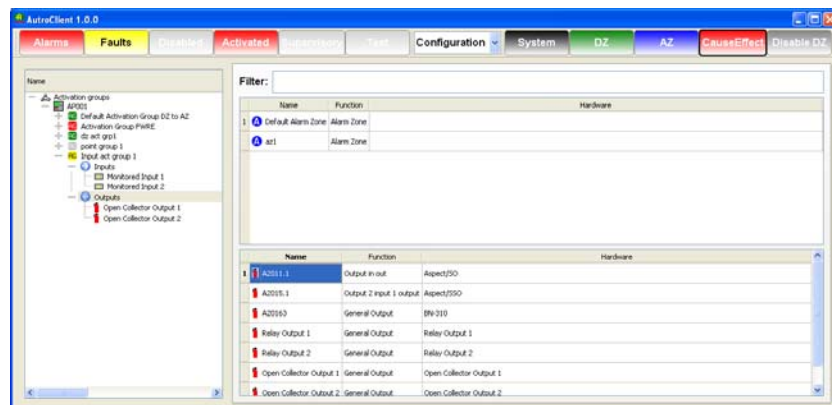 AutroClient 1.0.0
Alarms Faults Disabled Activated Supervisory Test Configuration System DZ AZ CauseEffect Disable DZ
Name
Activation groups
AP001
Default Activation Group DZ to AZ
Activation Group FWRE
dz act grp1
point group 1
Input act group 1
Inputs
Monitored Input 1
Monitored Input 2
Outputs
Open Collector Output 1
Open Collector Output 2
Filter:
Name Function Hardware
1 Default Alarm Zone Alarm Zone
az1 Alarm Zone
Name Function Hardware
1 A2011.1 Output in out Aspect/SO
A2015.1 Output 2 input 1 output Aspect/SSO
A20163 General Output BN-310
Relay Output 1 General Output Relay Output 1
Relay Output 2 General Output Relay Output 2
Open Collector Output 1 General Output Open Collector Output 1
Open Collector Output 2 General Output Open Collector Output 2